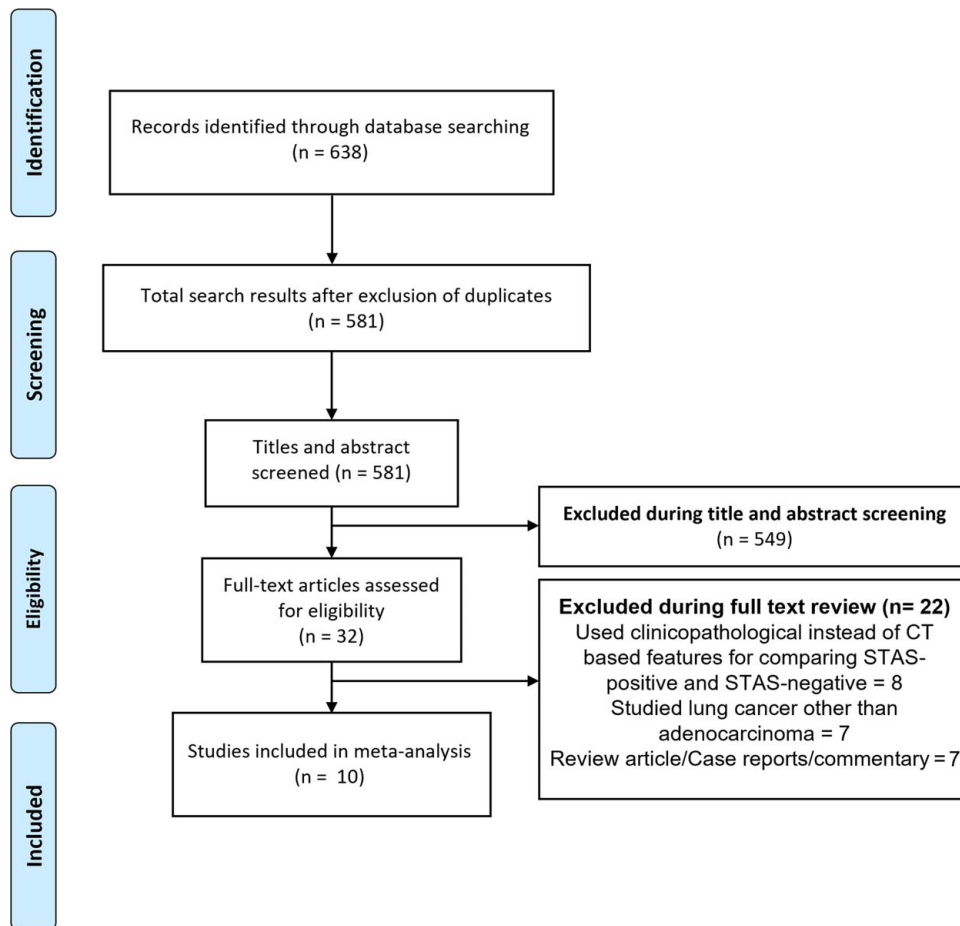 Identification
Records identified through database searching
(n = 638)
Screening
Total search results after exclusion of duplicates
(n = 581)
Titles and abstract
screened (n = 581)
Excluded during title and abstract screening
(n = 549)
Eligibility
Full-text articles assessed
for eligibility
(n = 32)
Excluded during full text review (n= 22)
Used clinicopathological instead of CT
based features for comparing STAS-
positive and STAS-negative = 8
Studied lung cancer other than
adenocarcinoma = 7
Review article/Case reports/commentary = 7
Included
Studies included in meta-analysis
(n = 10)